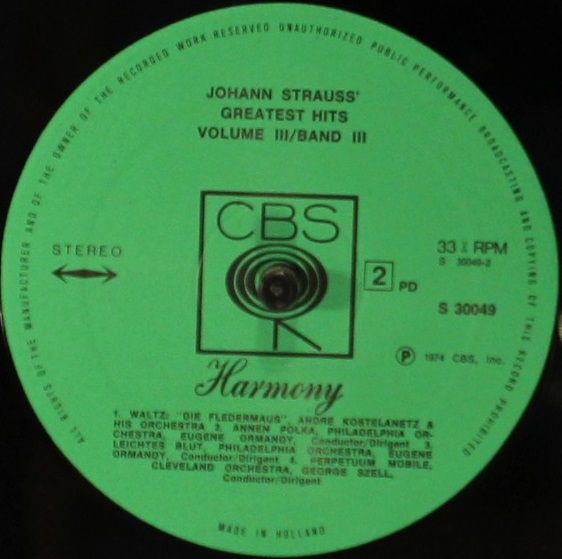 ALL RIGHTS OF THE MANUFACTURER AND OF THE OWNER OF THE RECORDED WORK RESERVED UNAUTHORIZED PUBLIC PERFORMANCE BROADCASTING AND COPYING OF THIS RECORD PROHIBITED
JOHANN STRAUSS'
GREATEST HITS
VOLUME III/BAND III
CBS
STEREO
33 ⅓ RPM
S 30049-2
2 PD
S 30049
Ⓟ 1974 CBS, Inc.
Harmony
1. WALTZ: "DIE FLEDERMAUS", ANDRE KOSTELANETZ &
HIS ORCHESTRA 2. ANNEN POLKA, PHILADELPHIA OR-
CHESTRA, EUGENE ORMANDY, Conductor/Dirigent 3.
LEICHTES BLUT, PHILADELPHIA ORCHESTRA, EUGENE
ORMANDY, Conductor/Dirigent 4. PERPETUUM MOBILE,
CLEVELAND ORCHESTRA, GEORGE SZELL,
Conductor/Dirigent
MADE IN HOLLAND